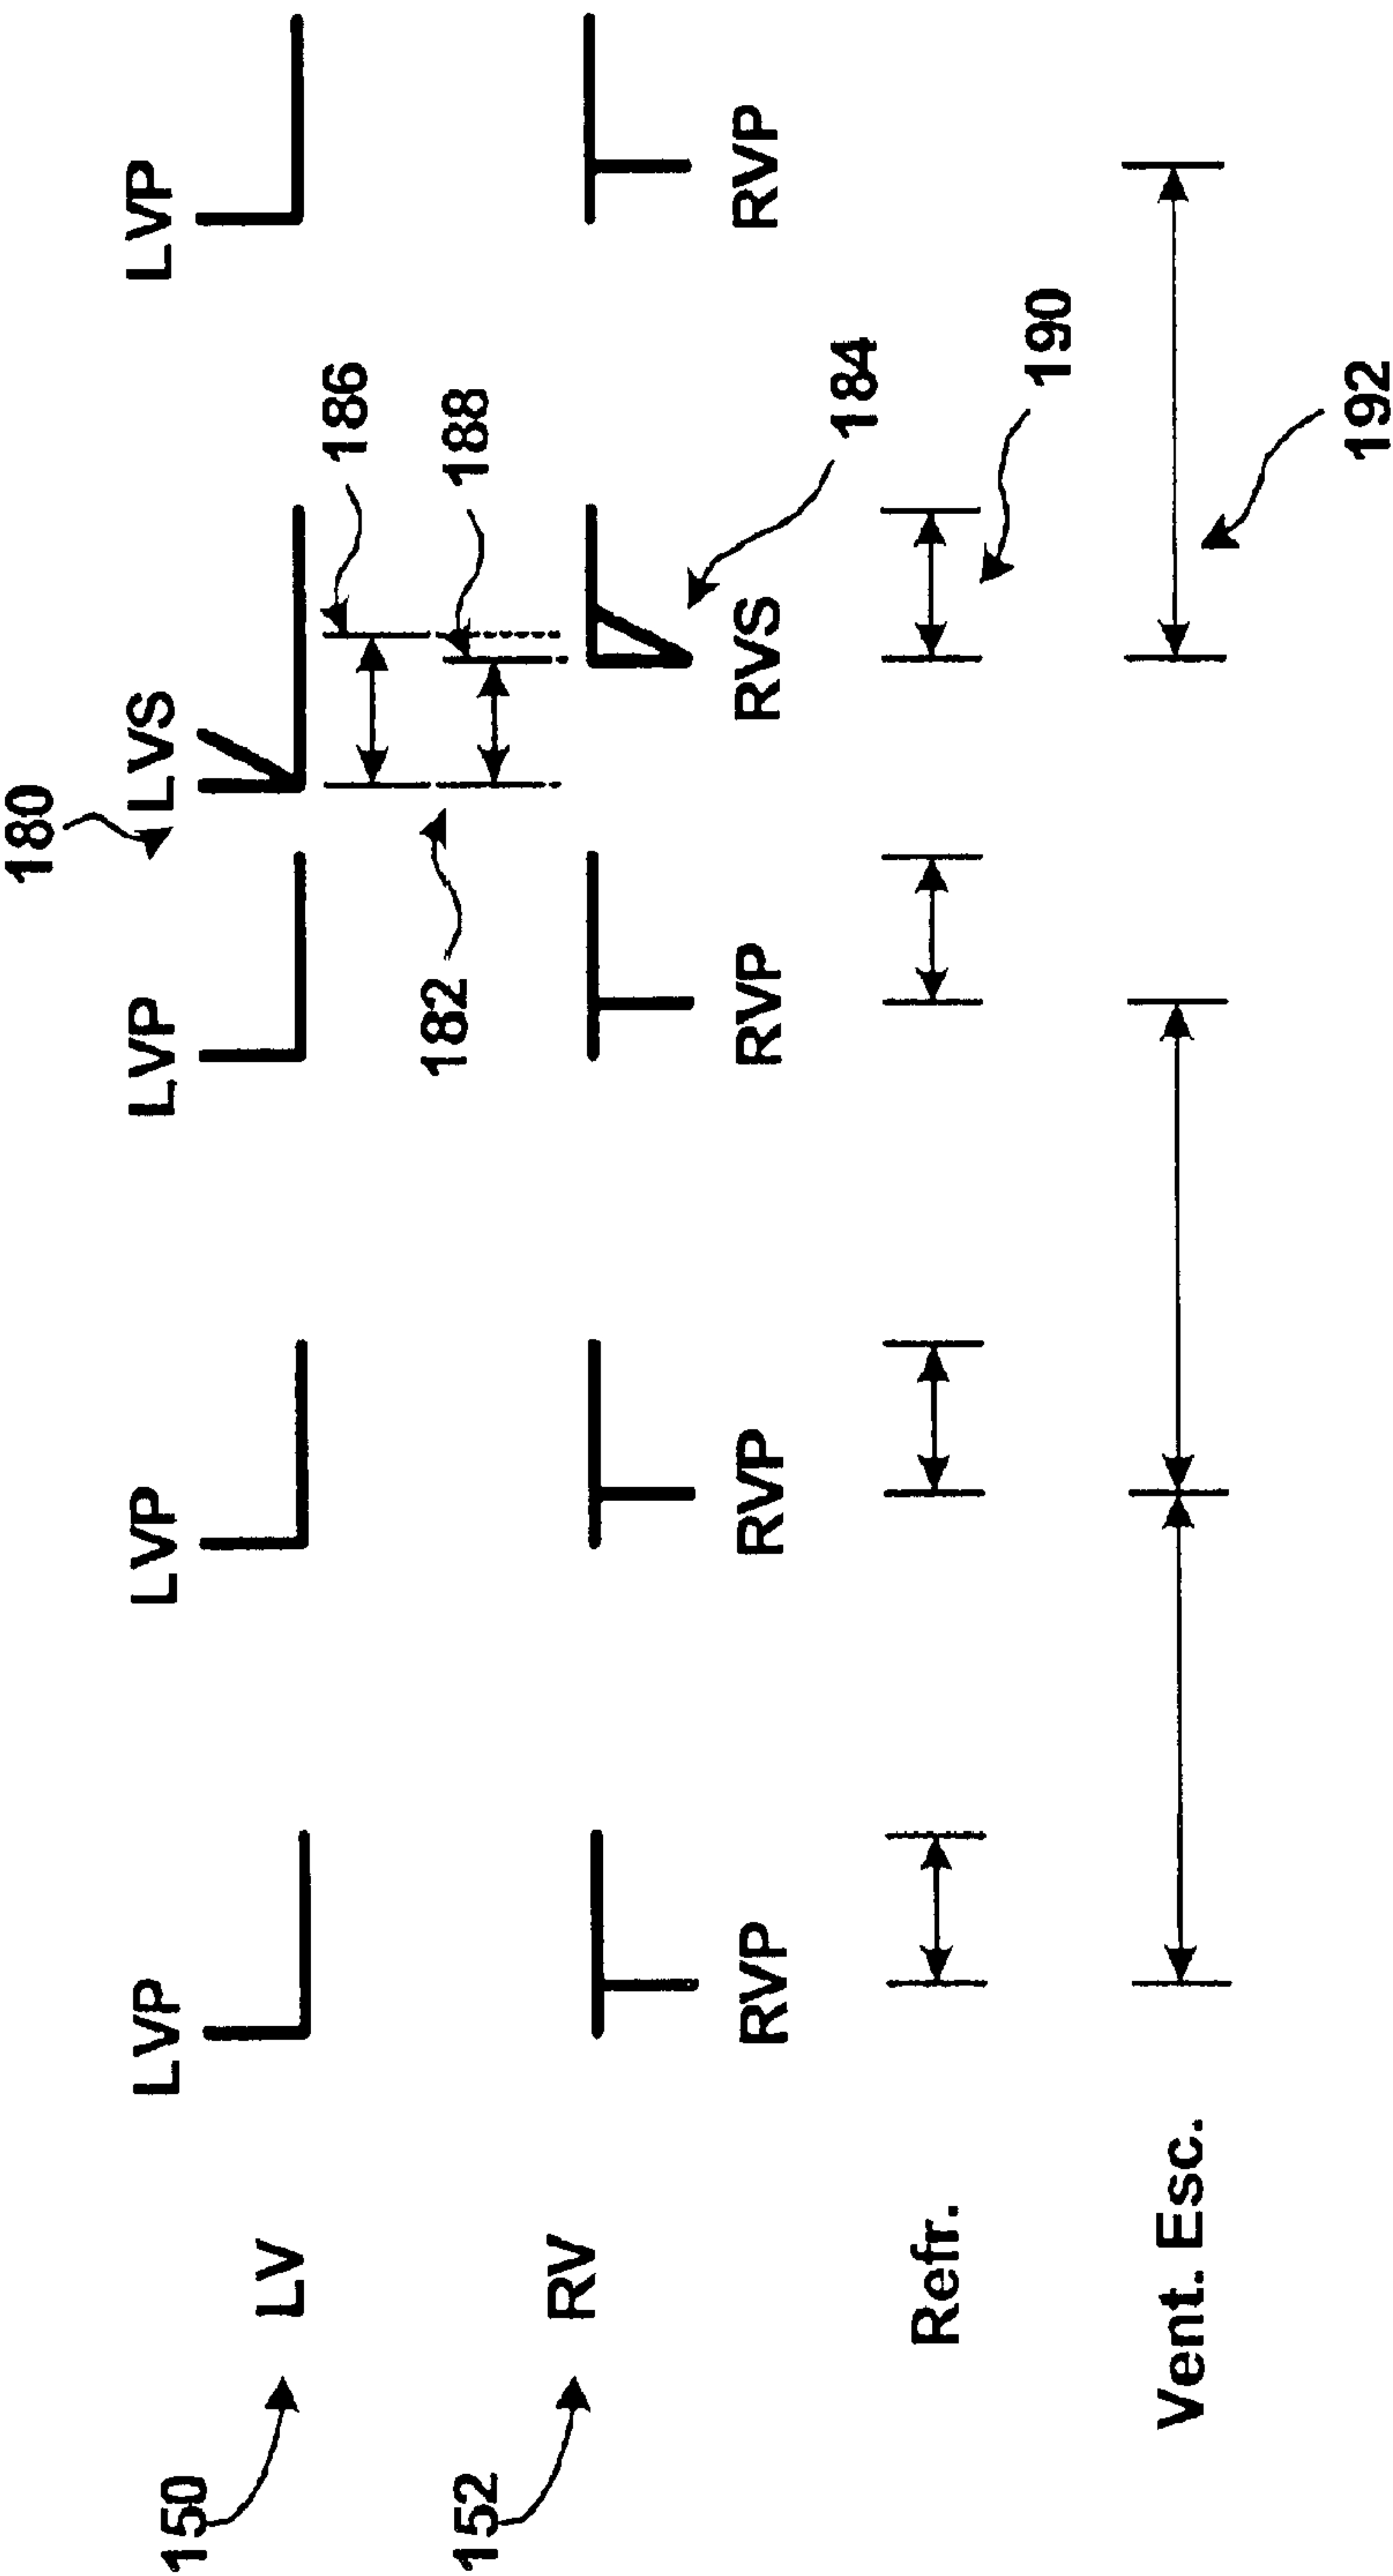 180
LVP
LVP
LVP
LVS
LVP
150
LV
186
182
188
152
RV
184
RVP
RVP
RVP
RVS
RVP
Refr.
190
Vent. Esc.
192